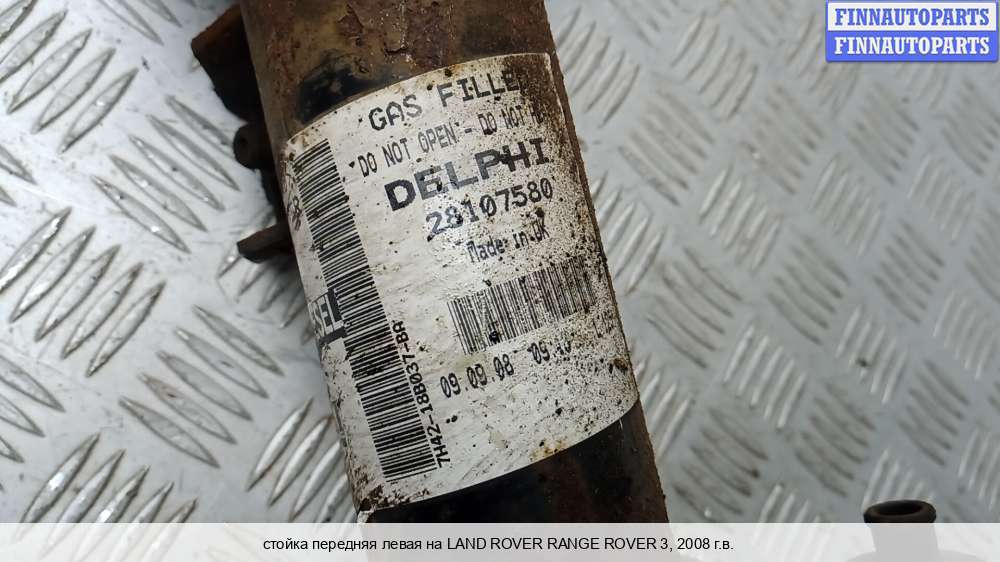 FINNAUTOPARTS
FINNAUTOPARTS
GAS FILLE
DO NOT OPEN - DO NOT H
DELPHI
28107580
Made in UK
7H42-18B037-BA
09.09.08
стойка передняя левая на LAND ROVER RANGE ROVER 3, 2008 г.в.